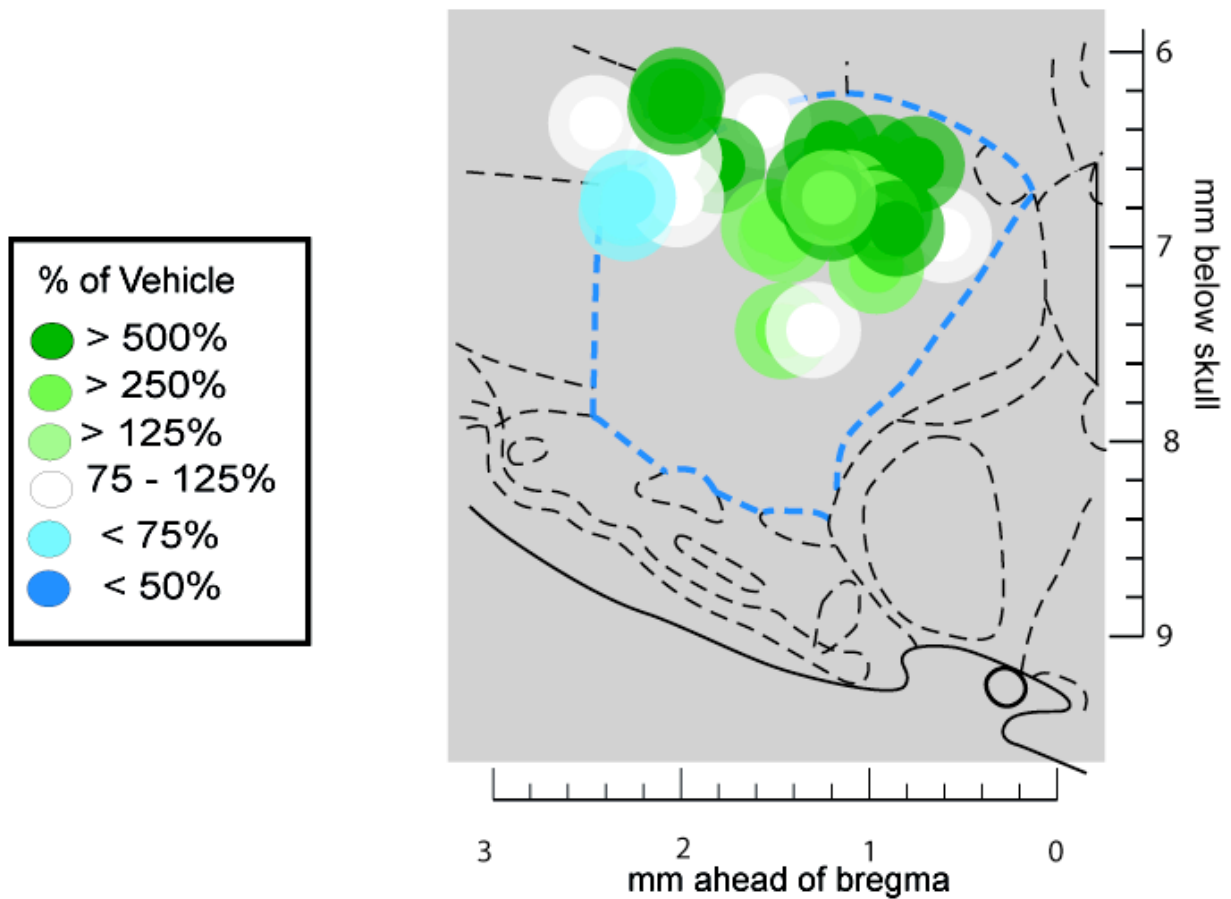 % of Vehicle
> 500%
> 250%
> 125%
75 - 125%
< 75%
< 50%
6
7
8
9
mm below skull
3 2 1 0
mm ahead of bregma